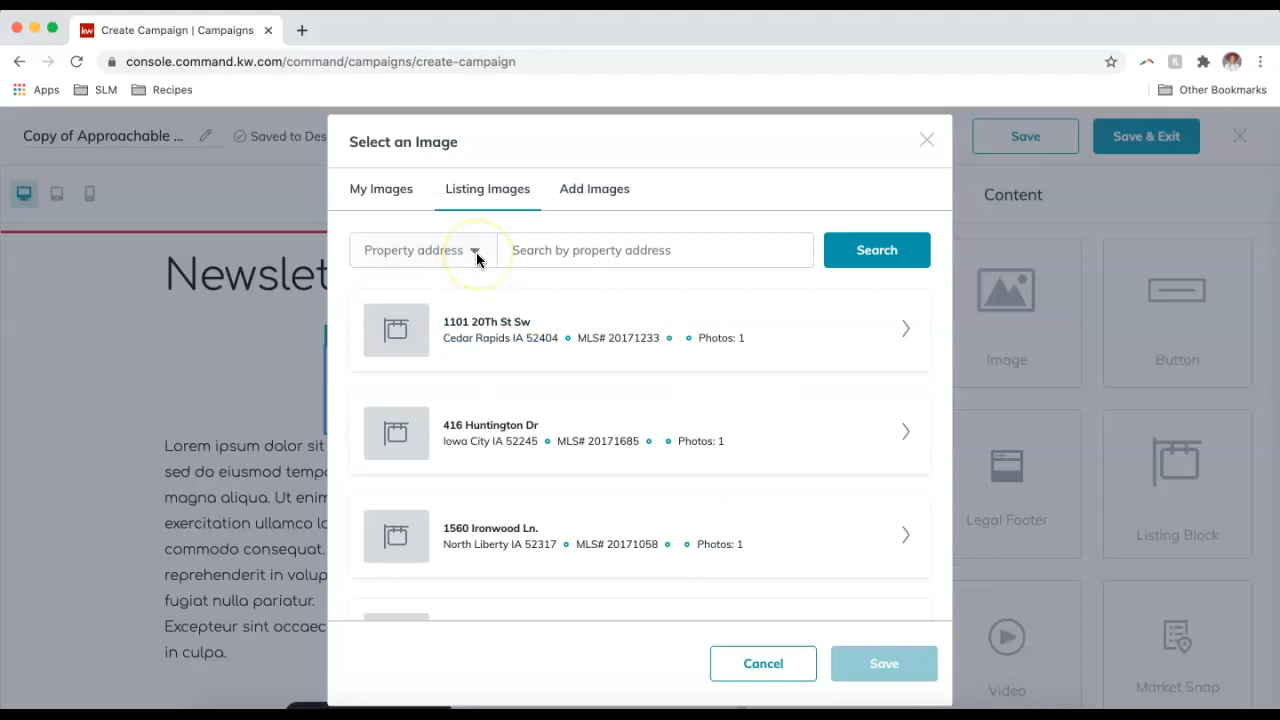 kw Create Campaign | Campaigns
console.command.kw.com/command/campaigns/create-campaign
Apps SLM Recipes Other Bookmarks
Copy of Approachable ... Saved to Des
Save Save & Exit
Select an Image
My Images Listing Images Add Images
Property address Search by property address Search
1101 20Th St Sw
Cedar Rapids IA 52404 MLS# 20171233 Photos: 1
416 Huntington Dr
Iowa City IA 52245 MLS# 20171685 Photos: 1
1560 Ironwood Ln.
North Liberty IA 52317 MLS# 20171058 Photos: 1
Cancel Save
Newslet
Lorem ipsum dolor sit
sed do eiusmod tempo
magna aliqua. Ut enim
exercitation ullamco la
commodo consequat.
reprehenderit in volup
fugiat nulla pariatur.
Excepteur sint occaec
in culpa.
Content
Image Button
Legal Footer Listing Block
Video Market Snap